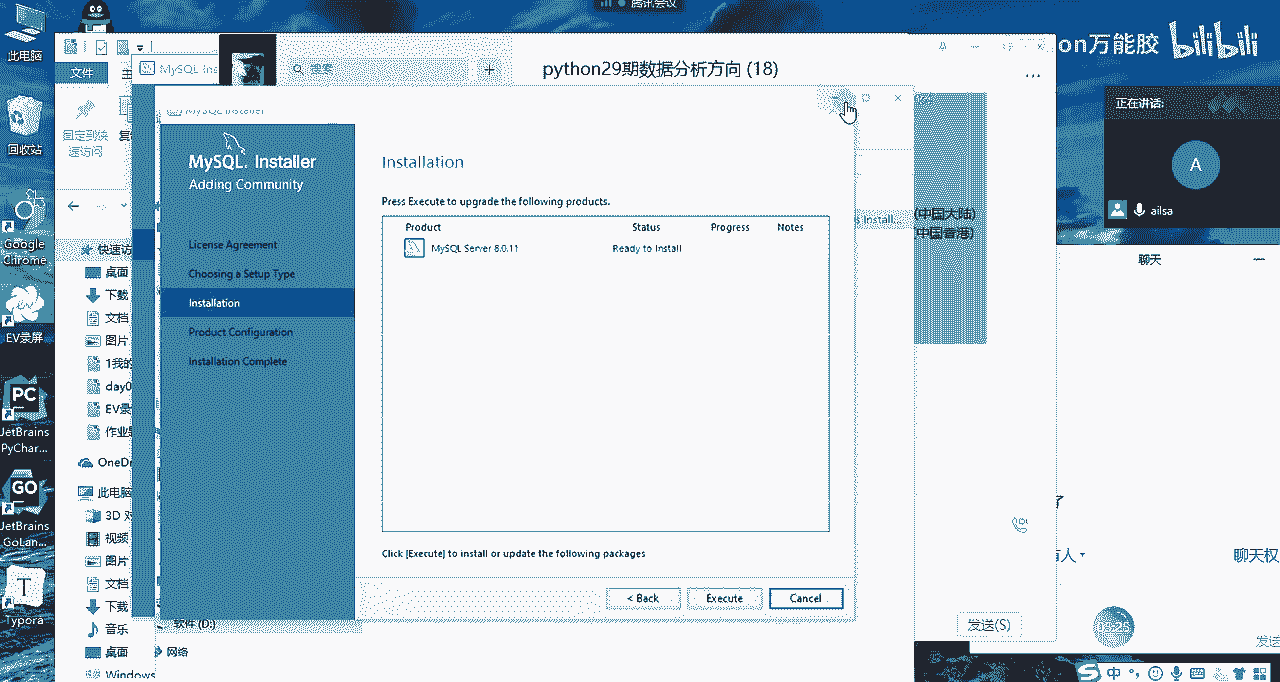 此电脑
回收站
Google
Chrome
EV录屏
JetBrains
PyChar...
JetBrains
GoLan...
Typora
腾讯会议
on万能胶 bilibili
文件
主
MySQL Ins
搜索
python29期数据分析方向 (18)
固定到快
速访问
复
快速访
桌面
下载
文档
图片
1我的
day0
EV录
作业
OneDr
此电脑
3D 对
视频
图片
文档
下载
音乐
桌面
Windows
软件 (D:)
网络
MySQL Installer
MySQL. Installer
Adding Community
License Agreement
Choosing a Setup Type
Installation
Product Configuration
Installation Complete
Installation
Press Execute to upgrade the following products.
Product Status Progress Notes
MySQL Server 8.0.11 Ready to Install
Click [Execute] to install or update the following packages
< Back Execute Cancel
s Install...
(中国大陆)
(中国香港)
正在讲话:
A
ailsa
聊天
了
有人
聊天权
发送(S)
03:25
发送
中